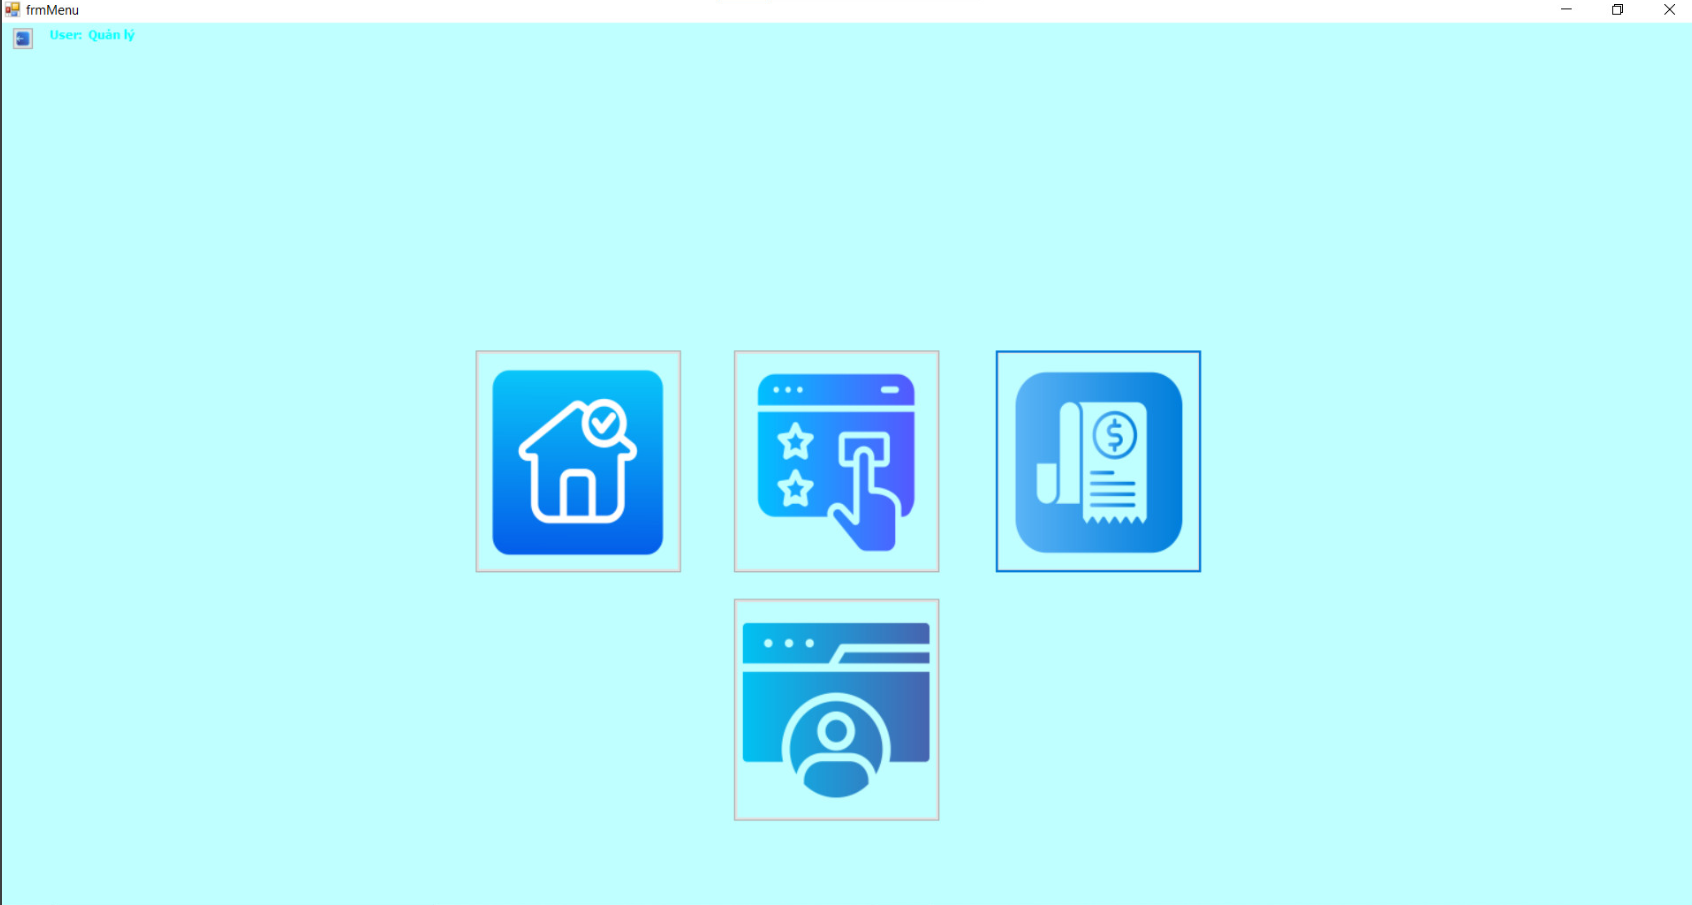 frmMenu
User: Quản lý
$